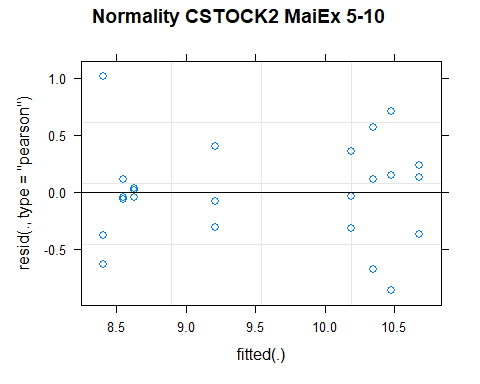 Normality CSTOCK2 MaiEx 5-10
resid(., type = "pearson")
1.0
0.5
0.0
-0.5
8.5 9.0 9.5 10.0 10.5
fitted(.)